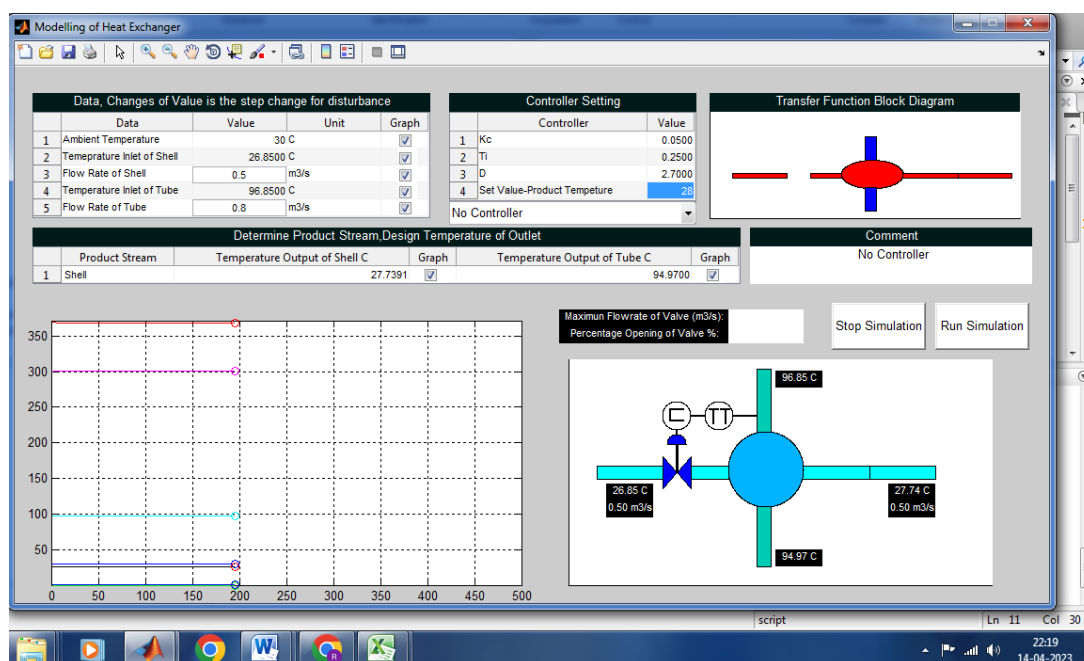 Modelling of Heat Exchanger
Data, Changes of Value is the step change for disturbance
Data Value Unit Graph
1 Ambient Temperature 30 C
2 Temeprature Inlet of Shell 26.8500 C
3 Flow Rate of Shell 0.5 m3/s
4 Temperature Inlet of Tube 96.8500 C
5 Flow Rate of Tube 0.8 m3/s
Controller Setting
Controller Value
1 Kc 0.0500
2 Ti 0.2500
3 D 2.7000
4 Set Value-Product Tempeture 28
No Controller
Transfer Function Block Diagram
Determine Product Stream,Design Temperature of Outlet
Product Stream Temperature Output of Shell C Graph Temperature Output of Tube C Graph
1 Shell 27.7391 94.9700
Comment
No Controller
Maximun Flowrate of Valve (m3/s):
Percentage Opening of Valve %:
Stop Simulation
Run Simulation
350
300
250
200
150
100
50
0 50 100 150 200 250 300 350 400 450 500
96.85 C
C TT
26.85 C
0.50 m3/s
27.74 C
0.50 m3/s
94.97 C
script Ln 11 Col 30
22:19
14-04-2023